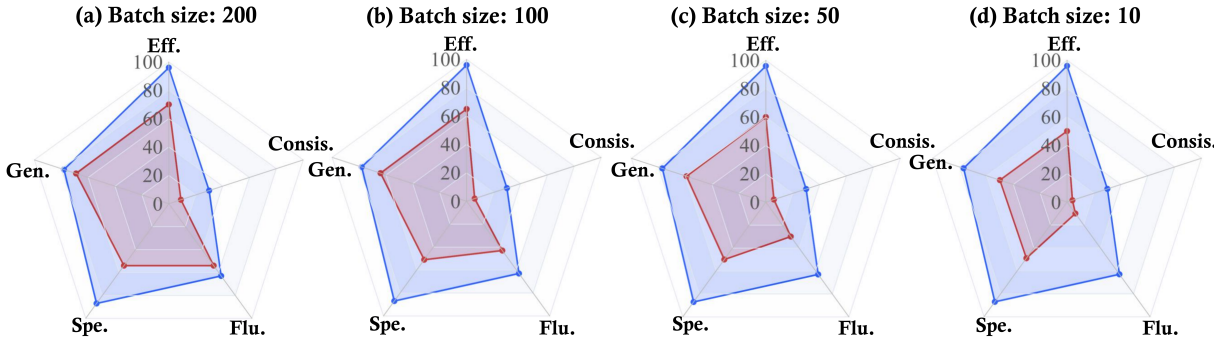 (a) Batch size: 200
Eff.
100
80
60
40
20
0
Consis.
Gen.
Spe.
Flu.
(b) Batch size: 100
Eff.
100
80
60
40
20
0
Consis.
Gen.
Spe.
Flu.
(c) Batch size: 50
Eff.
100
80
60
40
20
0
Consis.
Gen.
Spe.
Flu.
(d) Batch size: 10
Eff.
100
80
60
40
20
0
Consis.
Gen.
Spe.
Flu.